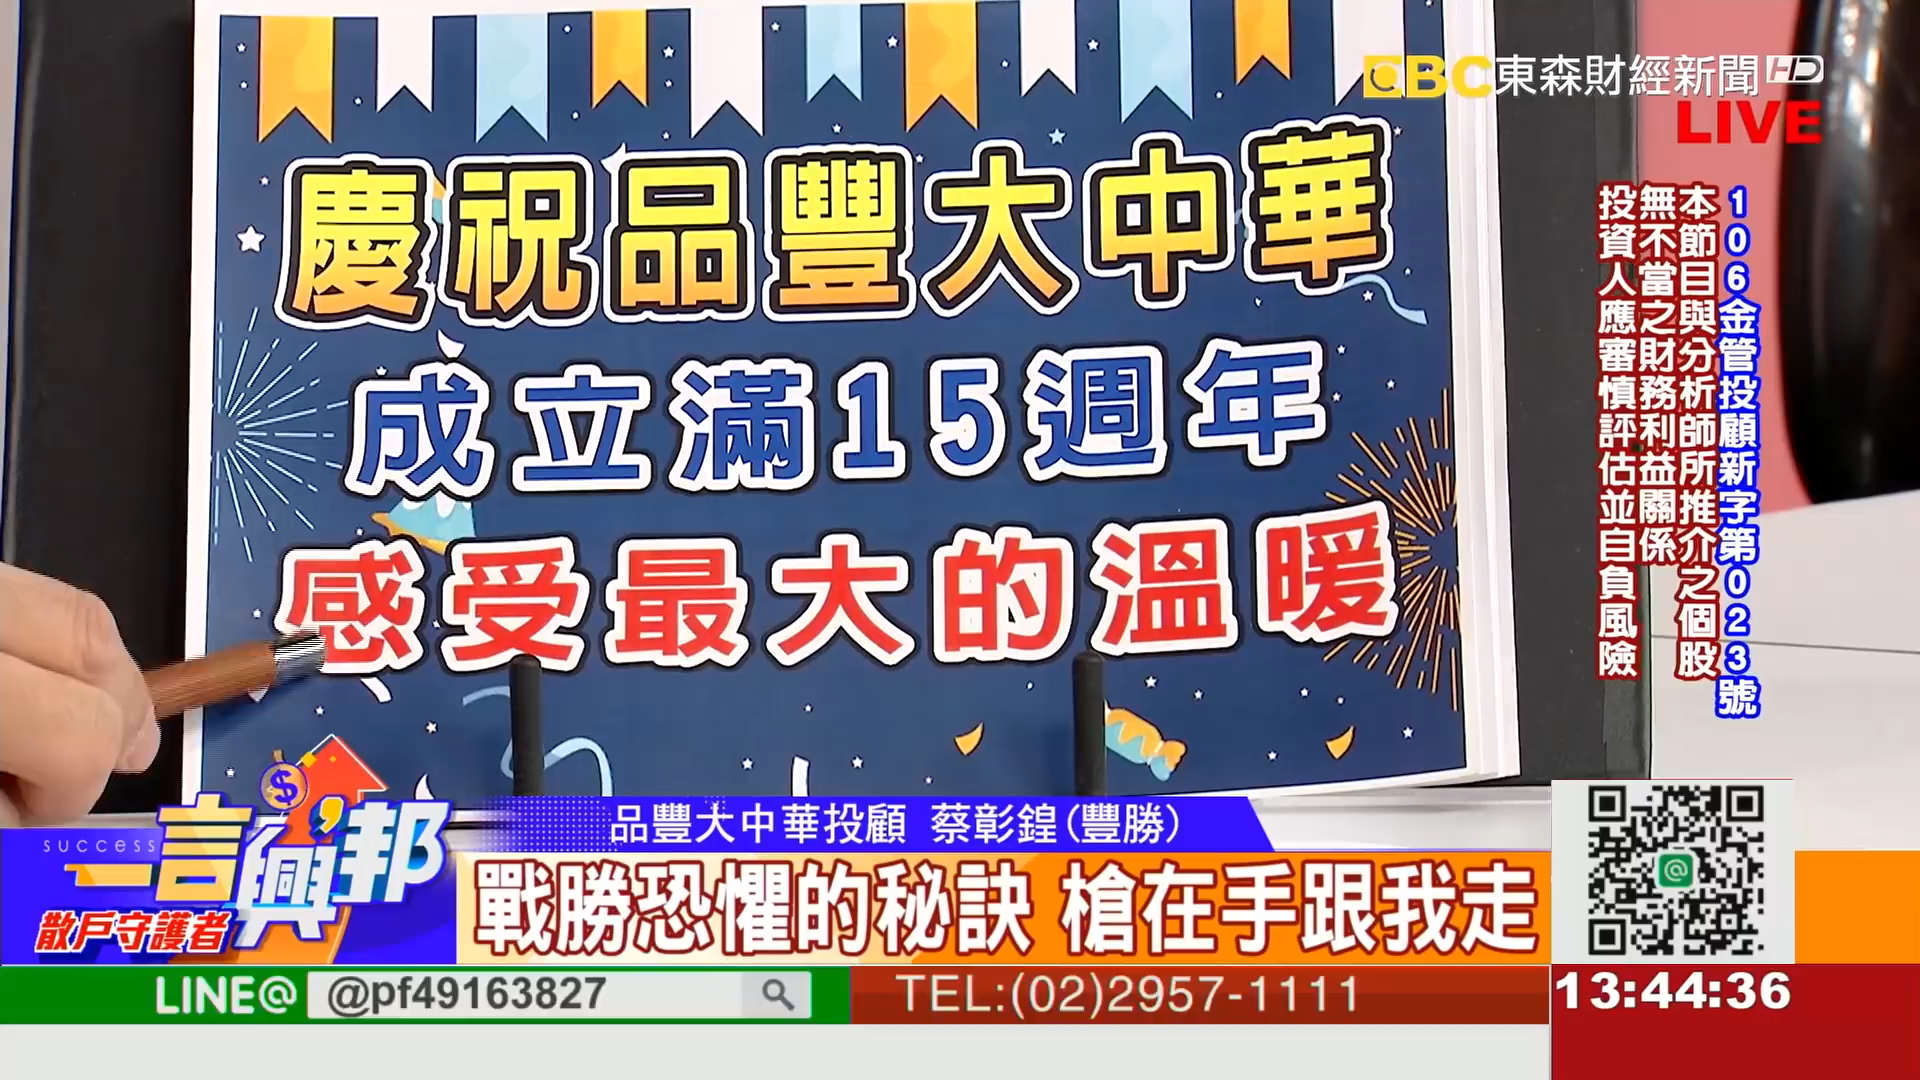 EBC東森財經新聞HD
LIVE
慶祝品豐大中華
成立滿15週年
感受最大的溫暖
106金管投顧新字第023號
本節目與分析師所推介之個股
無不當之財務利益關係
投資人應審慎評估並自負風險
success
一言興邦
散戶守護者
品豐大中華投顧 蔡彰鍠(豐勝)
戰勝恐懼的秘訣 槍在手跟我走
LINE@ @pf49163827
TEL:(02)2957-1111
13:44:36